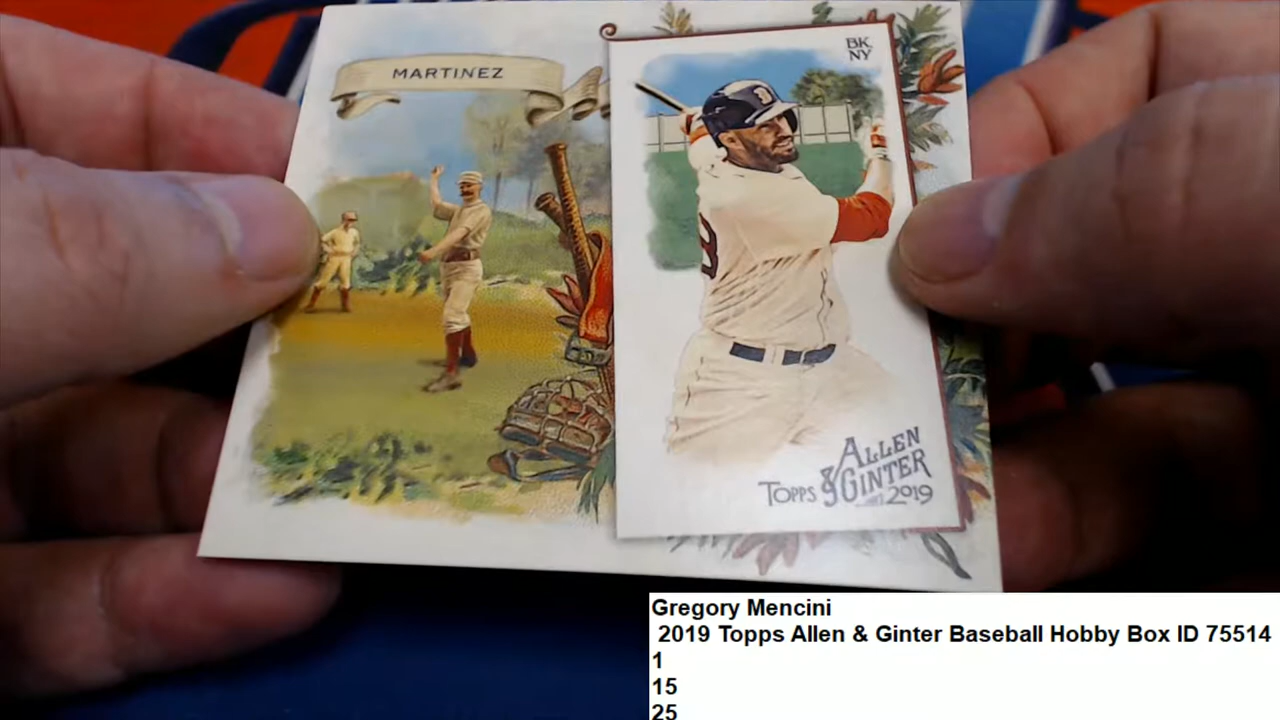 MARTINEZ
BK
NY
B
ALLEN
TOPPS & GINTER
2019
Gregory Mencini
2019 Topps Allen & Ginter Baseball Hobby Box ID 75514
1
15
25